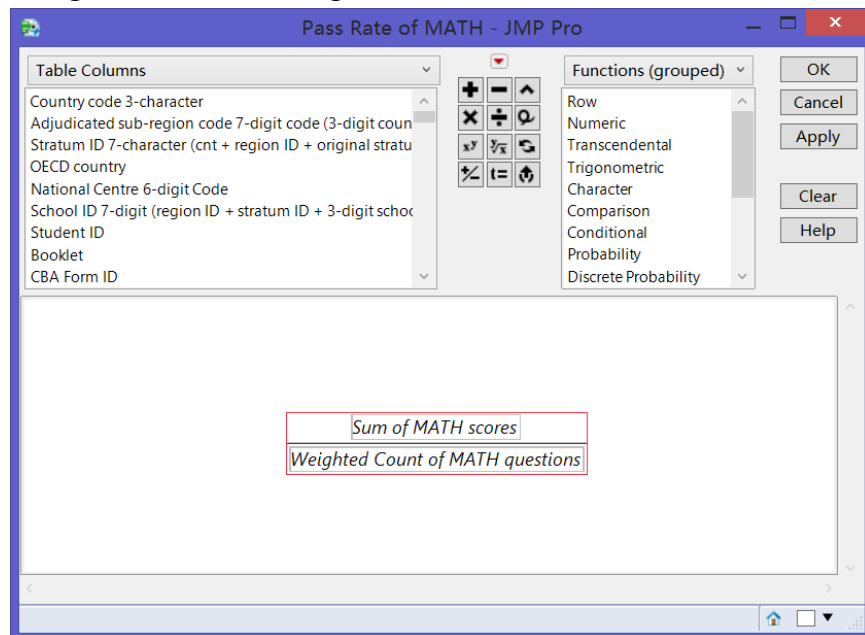 Pass Rate of MATH - JMP Pro
Table Columns
Country code 3-character
Adjudicated sub-region code 7-digit code (3-digit coun
Stratum ID 7-character (cnt + region ID + original stratu
OECD country
National Centre 6-digit Code
School ID 7-digit (region ID + stratum ID + 3-digit schoo
Student ID
Booklet
CBA Form ID
Functions (grouped)
Row
Numeric
Transcendental
Trigonometric
Character
Comparison
Conditional
Probability
Discrete Probability
OK
Cancel
Apply
Clear
Help
Sum of MATH scores
Weighted Count of MATH questions